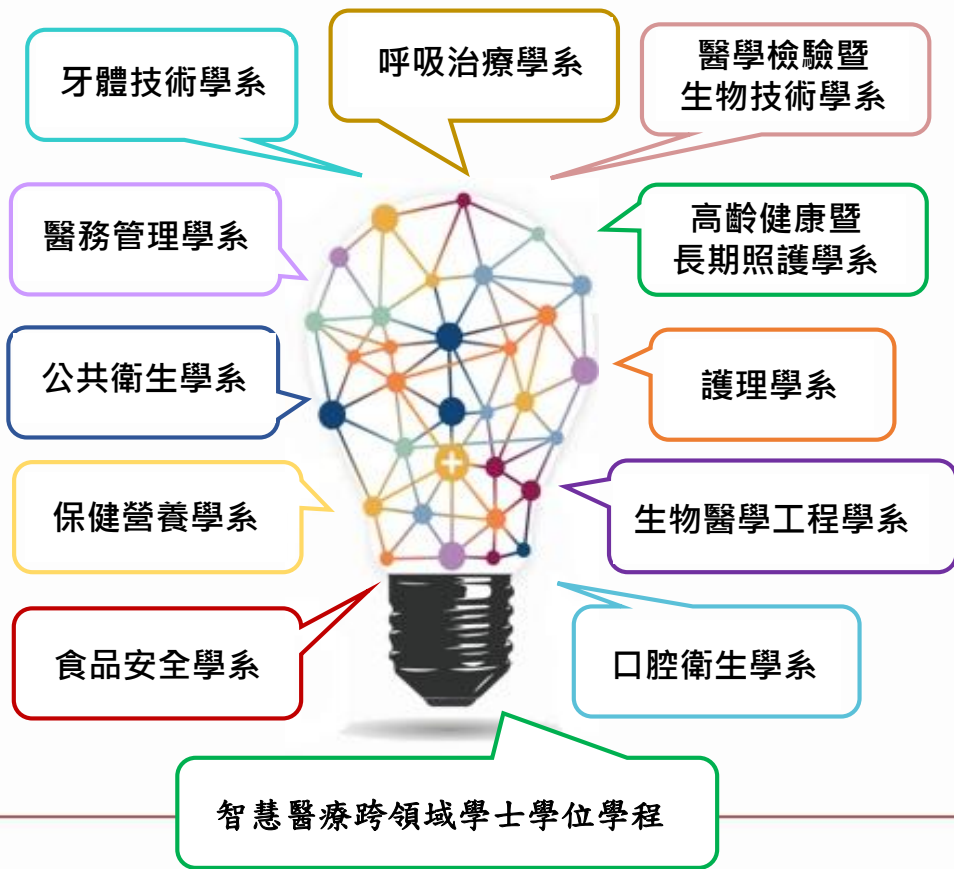 牙體技術學系
呼吸治療學系
醫學檢驗暨
生物技術學系
醫務管理學系
高齡健康暨
長期照護學系
公共衛生學系
護理學系
保健營養學系
生物醫學工程學系
食品安全學系
口腔衛生學系
智慧醫療跨領域學士學位學程